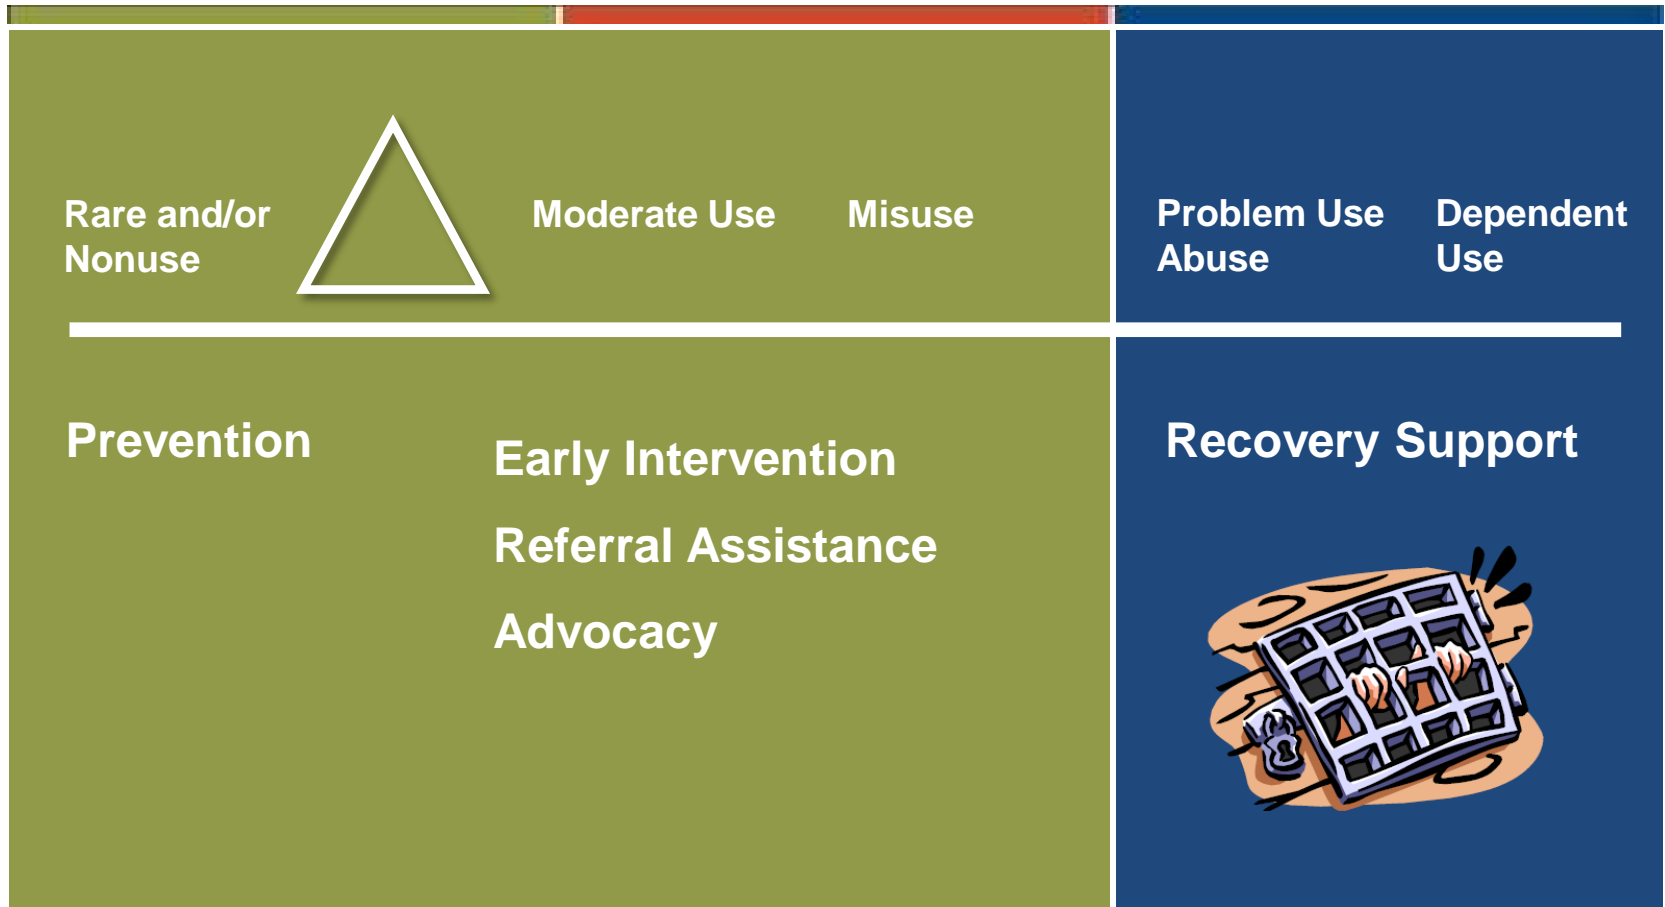 Rare and/or
Nonuse
Moderate Use
Misuse
Problem Use
Abuse
Dependent
Use
Prevention
Early Intervention
Referral Assistance
Advocacy
Recovery Support